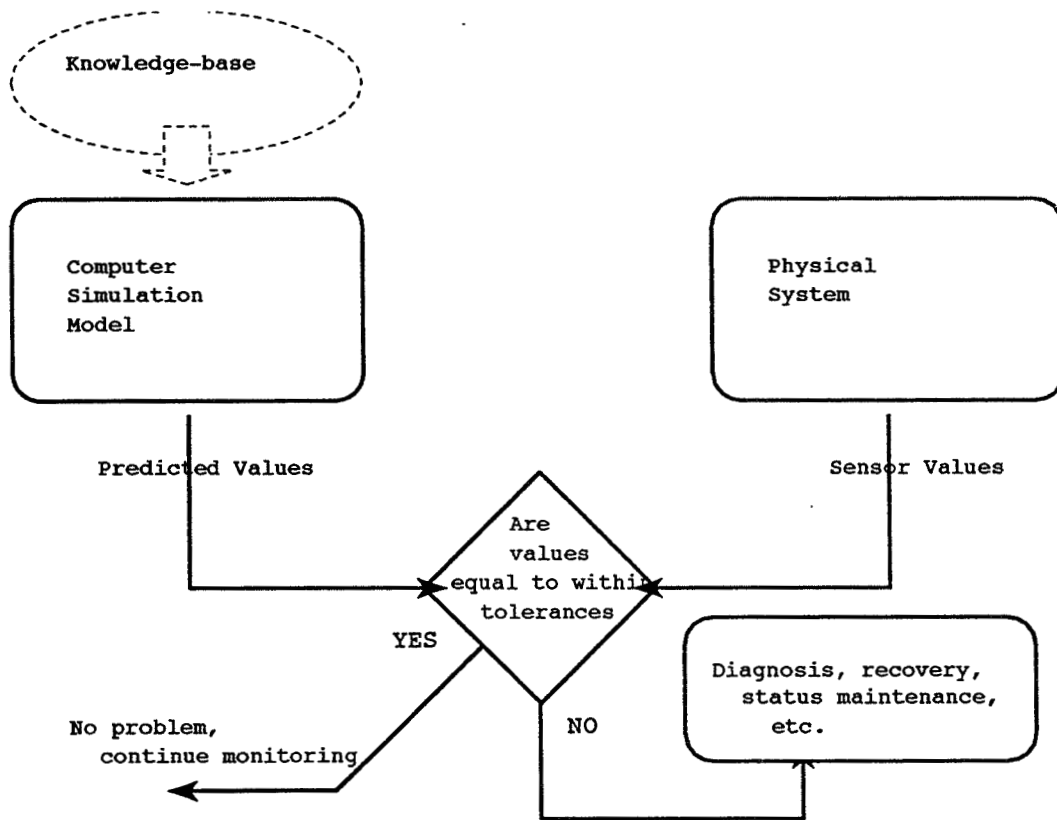 Knowledge-base
Computer
Simulation
Model
Physical
System
Predicted Values
Sensor Values
Are
values
equal to within
tolerances
YES
NO
No problem,
continue monitoring
Diagnosis, recovery,
status maintenance,
etc.